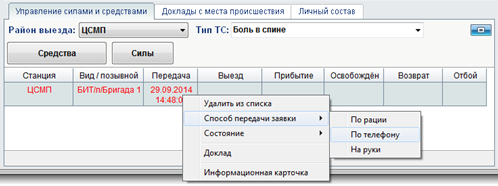 Управление силами и средствами Доклады с места происшествия Личный состав
Район выезда: ЦСМП Тип ТС: Боль в спине
Средства Силы
Станция Вид / позывной Передача Выезд Прибытие Освобождён Возврат Отбой
ЦСМП БИТ/п/Бригада 1 29.09.2014
14:48:0
Удалить из списка
Способ передачи заявки По рации
Состояние По телефону
На руки
Доклад
Информационная карточка